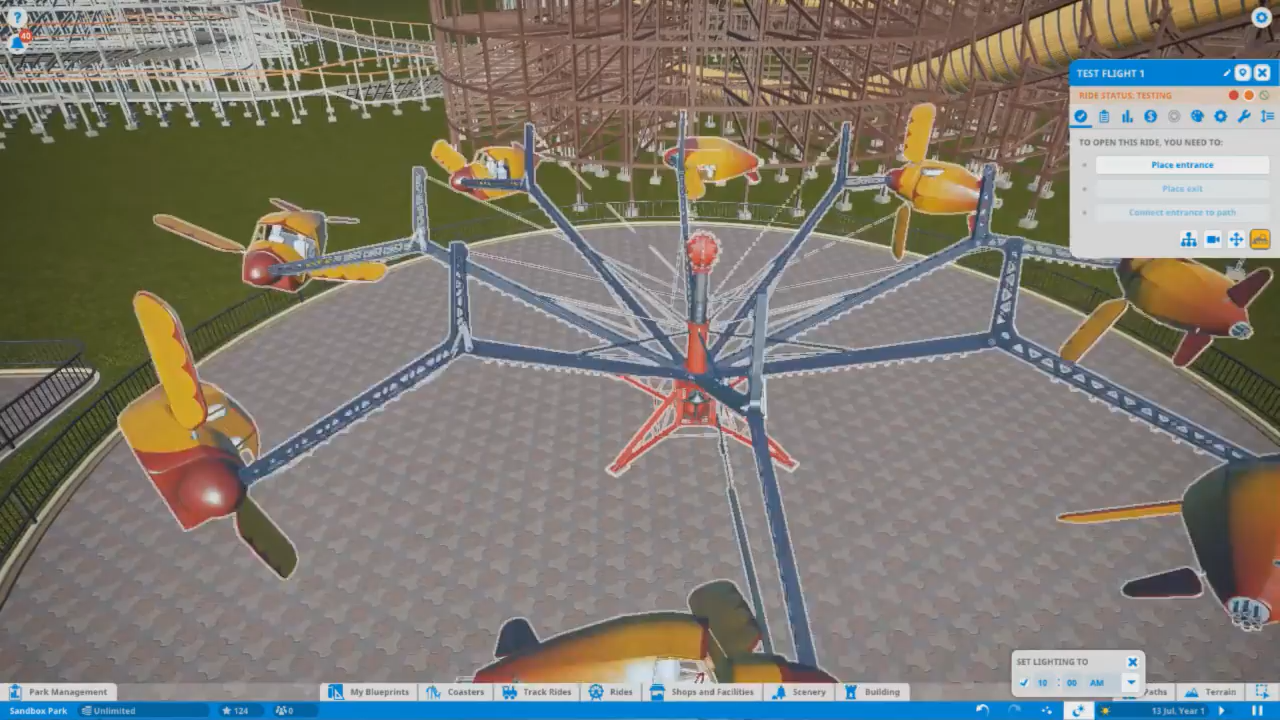 ?
40
TEST FLIGHT 1
RIDE STATUS: TESTING
TO OPEN THIS RIDE, YOU NEED TO:
Place entrance
Place exit
Connect entrance to path
SET LIGHTING TO
10 : 00 AM
Park Management
My Blueprints
Coasters
Track Rides
Rides
Shops and Facilities
Scenery
Building
Paths
Terrain
Sandbox Park
Unlimited
124
0
13 Jul, Year 1